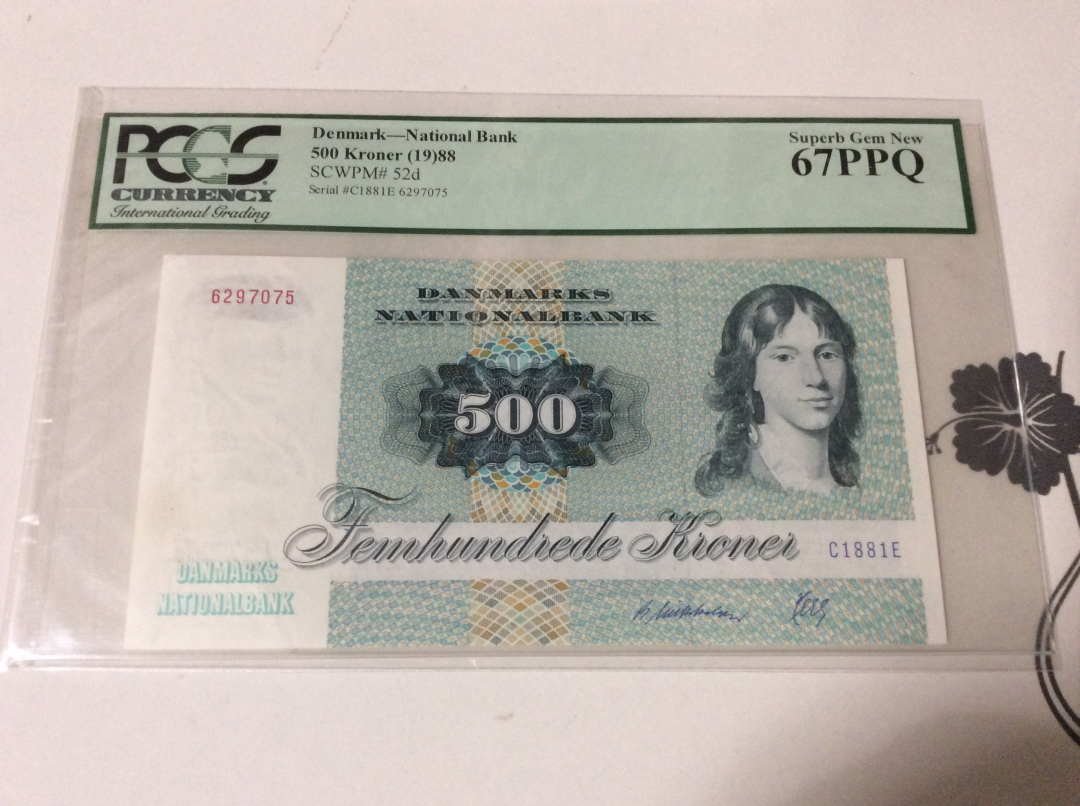 PCGS
CURRENCY
International Grading
Denmark—National Bank
500 Kroner (19)88
SCWPM# 52d
Serial #C1881E 6297075
Superb Gem New
67PPQ
6297075
DANMARKS
NATIONALBANK
500
Femhundrede Kroner
C1881E
DANMARKS
NATIONALBANK